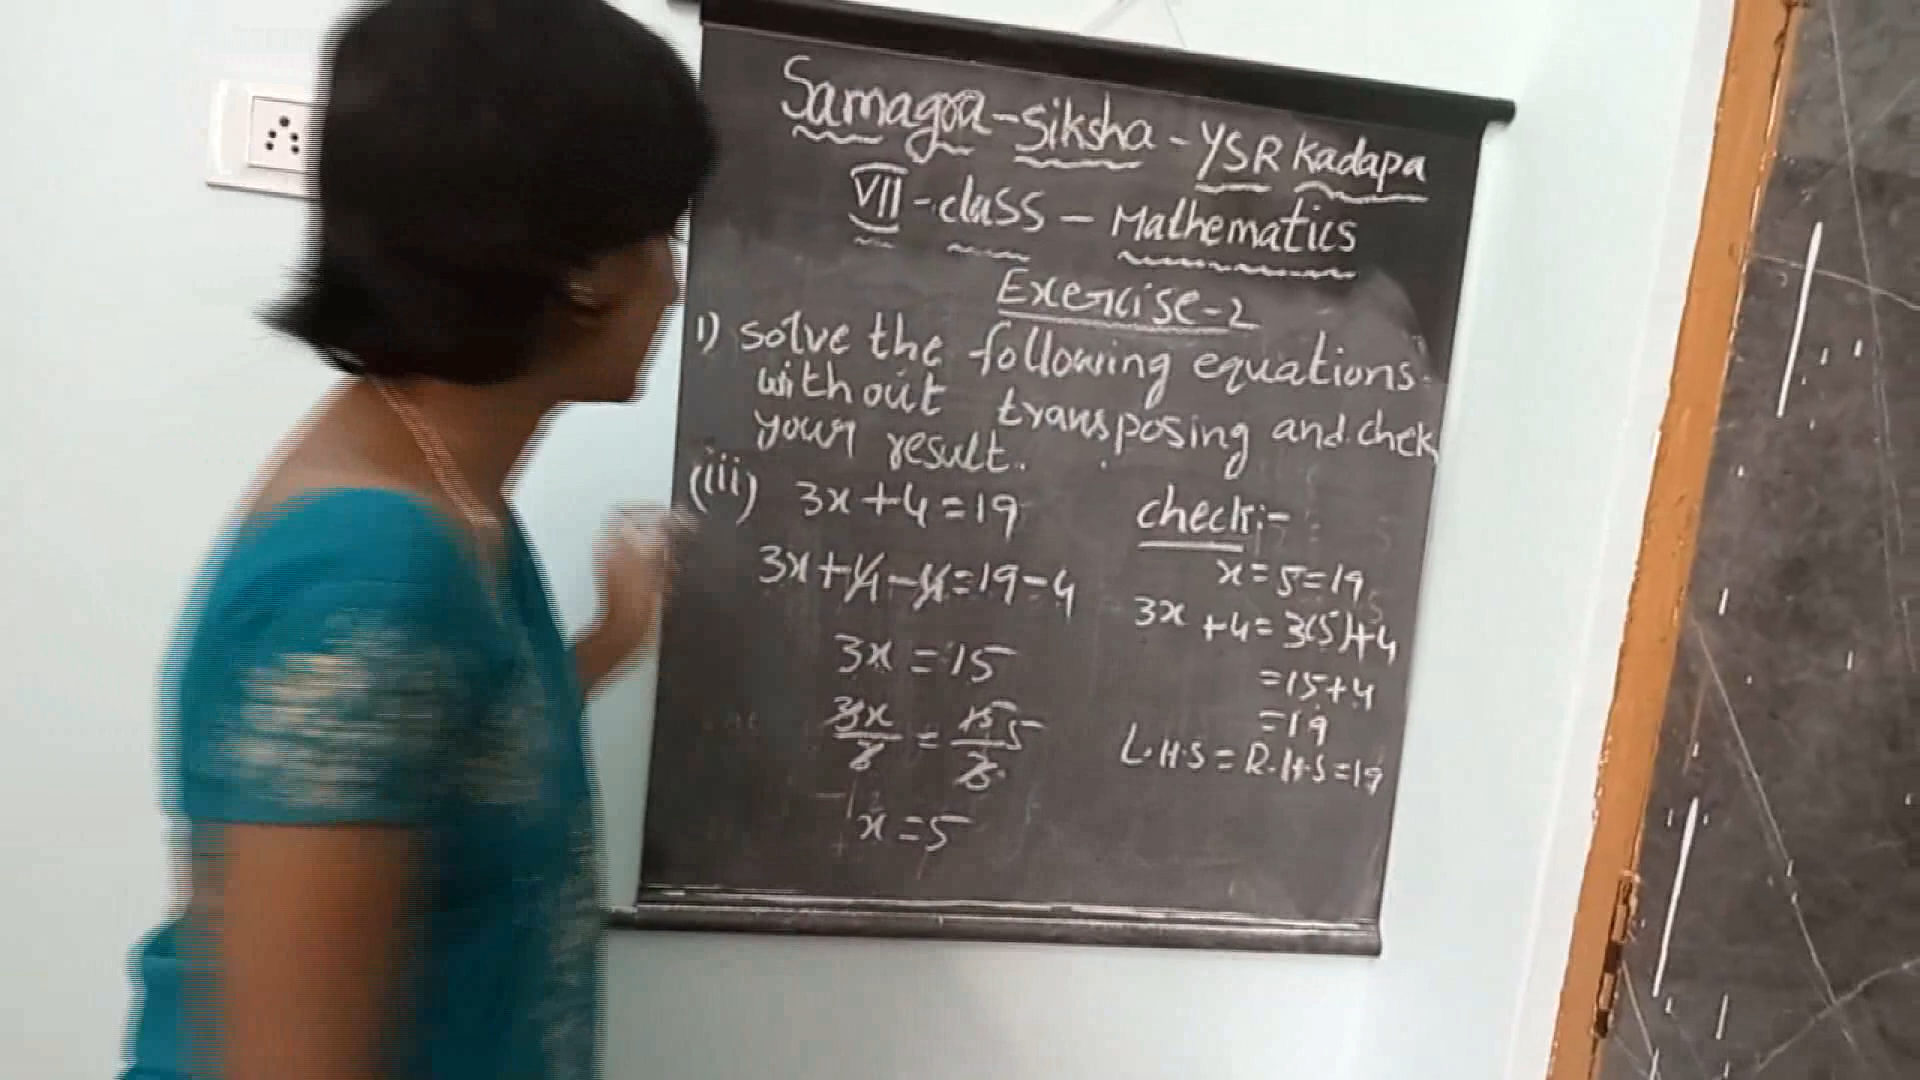 Samagra-Siksha-YSR Kadapa
VII-class-Mathematics
Exercise-2
1) solve the following equations
without transposing and chek
your result.
(iii) 3x+4=19
3x+4-4=19-4
3x=15
3x/3=15/3 5
x=5
check:-
x=5=19
3x+4=3(5)+4
=15+4
=19
L.H.S=R.H.S=19